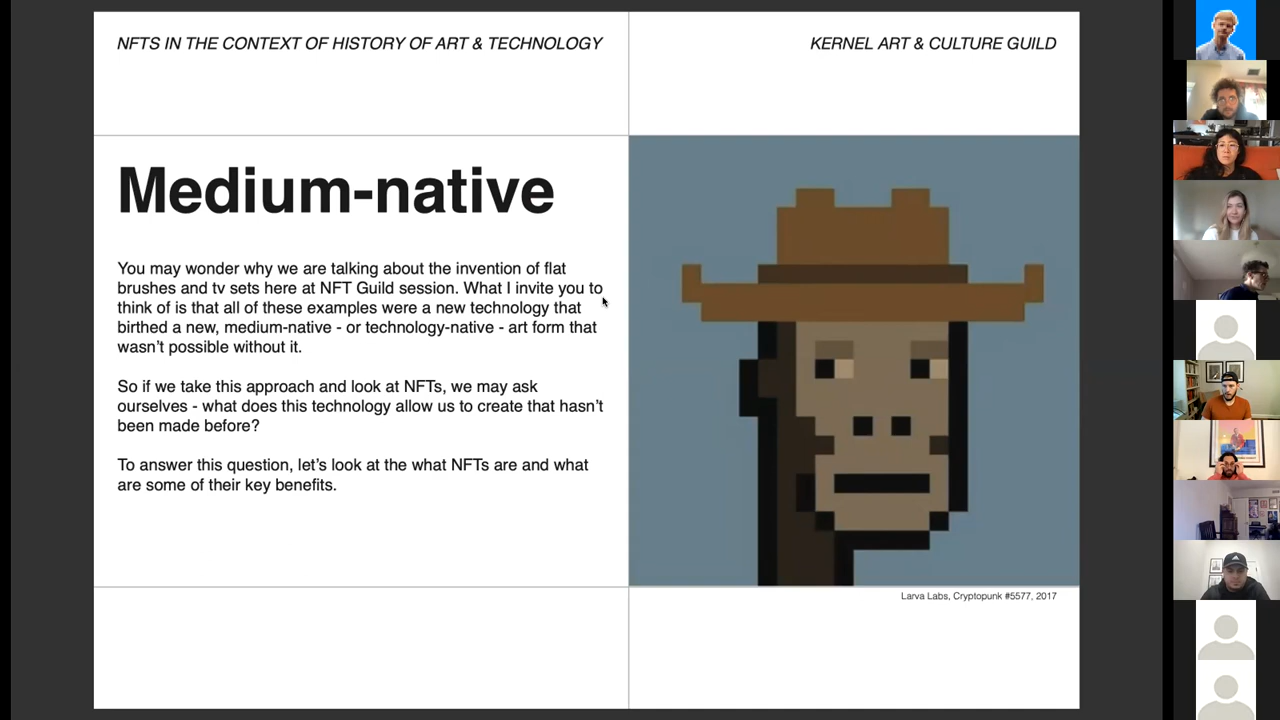 NFTS IN THE CONTEXT OF HISTORY OF ART & TECHNOLOGY
KERNEL ART & CULTURE GUILD
Medium-native
You may wonder why we are talking about the invention of flat
brushes and tv sets here at NFT Guild session. What I invite you to
think of is that all of these examples were a new technology that
birthed a new, medium-native - or technology-native - art form that
wasn't possible without it.
So if we take this approach and look at NFTs, we may ask
ourselves - what does this technology allow us to create that hasn't
been made before?
To answer this question, let's look at the what NFTs are and what
are some of their key benefits.
Larva Labs, Cryptopunk #5577, 2017